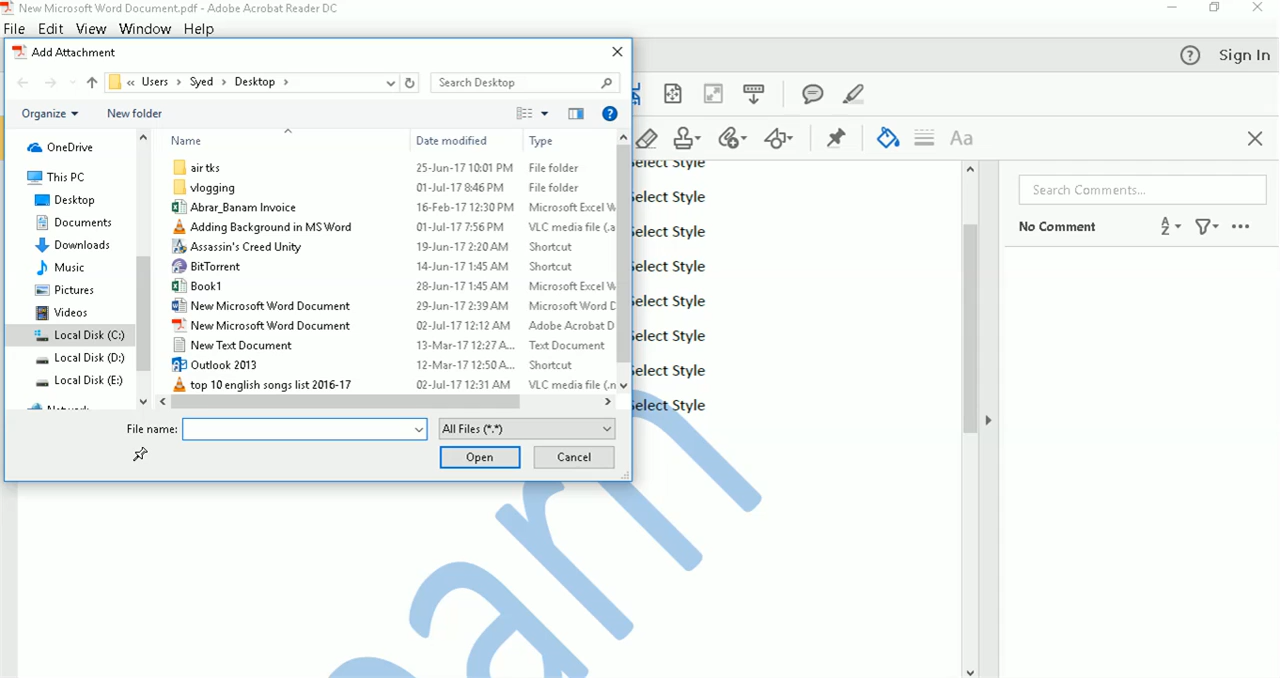 New Microsoft Word Document.pdf - Adobe Acrobat Reader DC
File Edit View Window Help
Add Attachment
Sign In
« Users > Syed > Desktop >
Search Desktop
Organize
New folder
Name Date modified Type
OneDrive
This PC
Desktop
Documents
Downloads
Music
Pictures
Videos
Local Disk (C:)
Local Disk (D:)
Local Disk (E:)
Network
air tks 25-Jun-17 10:01 PM File folder
vlogging 01-Jul-17 8:46 PM File folder
Abrar_Banam Invoice 16-Feb-17 12:30 PM Microsoft Excel W
Adding Background in MS Word 01-Jul-17 7:56 PM VLC media file (.a
Assassin's Creed Unity 19-Jun-17 2:20 AM Shortcut
BitTorrent 14-Jun-17 1:45 AM Shortcut
Book1 28-Jun-17 1:45 AM Microsoft Excel W
New Microsoft Word Document 29-Jun-17 2:39 AM Microsoft Word D
New Microsoft Word Document 02-Jul-17 12:12 AM Adobe Acrobat D
New Text Document 13-Mar-17 12:27 A... Text Document
Outlook 2013 12-Mar-17 12:50 A... Shortcut
top 10 english songs list 2016-17 02-Jul-17 12:31 AM VLC media file (.n
File name:
All Files (*.*)
Open
Cancel
Aa
Select Style
Select Style
Select Style
Select Style
Select Style
Select Style
Select Style
Select Style
Search Comments...
No Comment